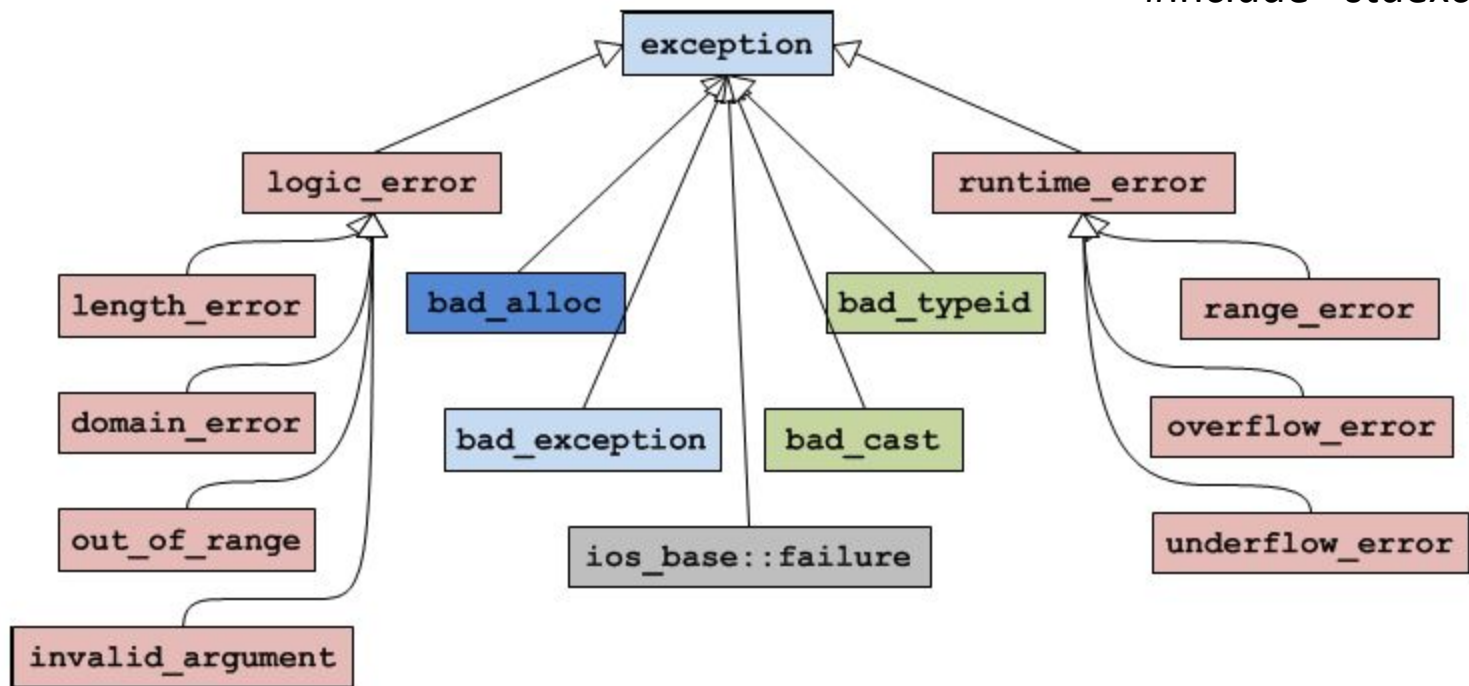 exception
logic_error
runtime_error
length_error
bad_alloc
bad_typeid
range_error
domain_error
bad_exception
bad_cast
overflow_error
out_of_range
ios_base::failure
underflow_error
invalid_argument